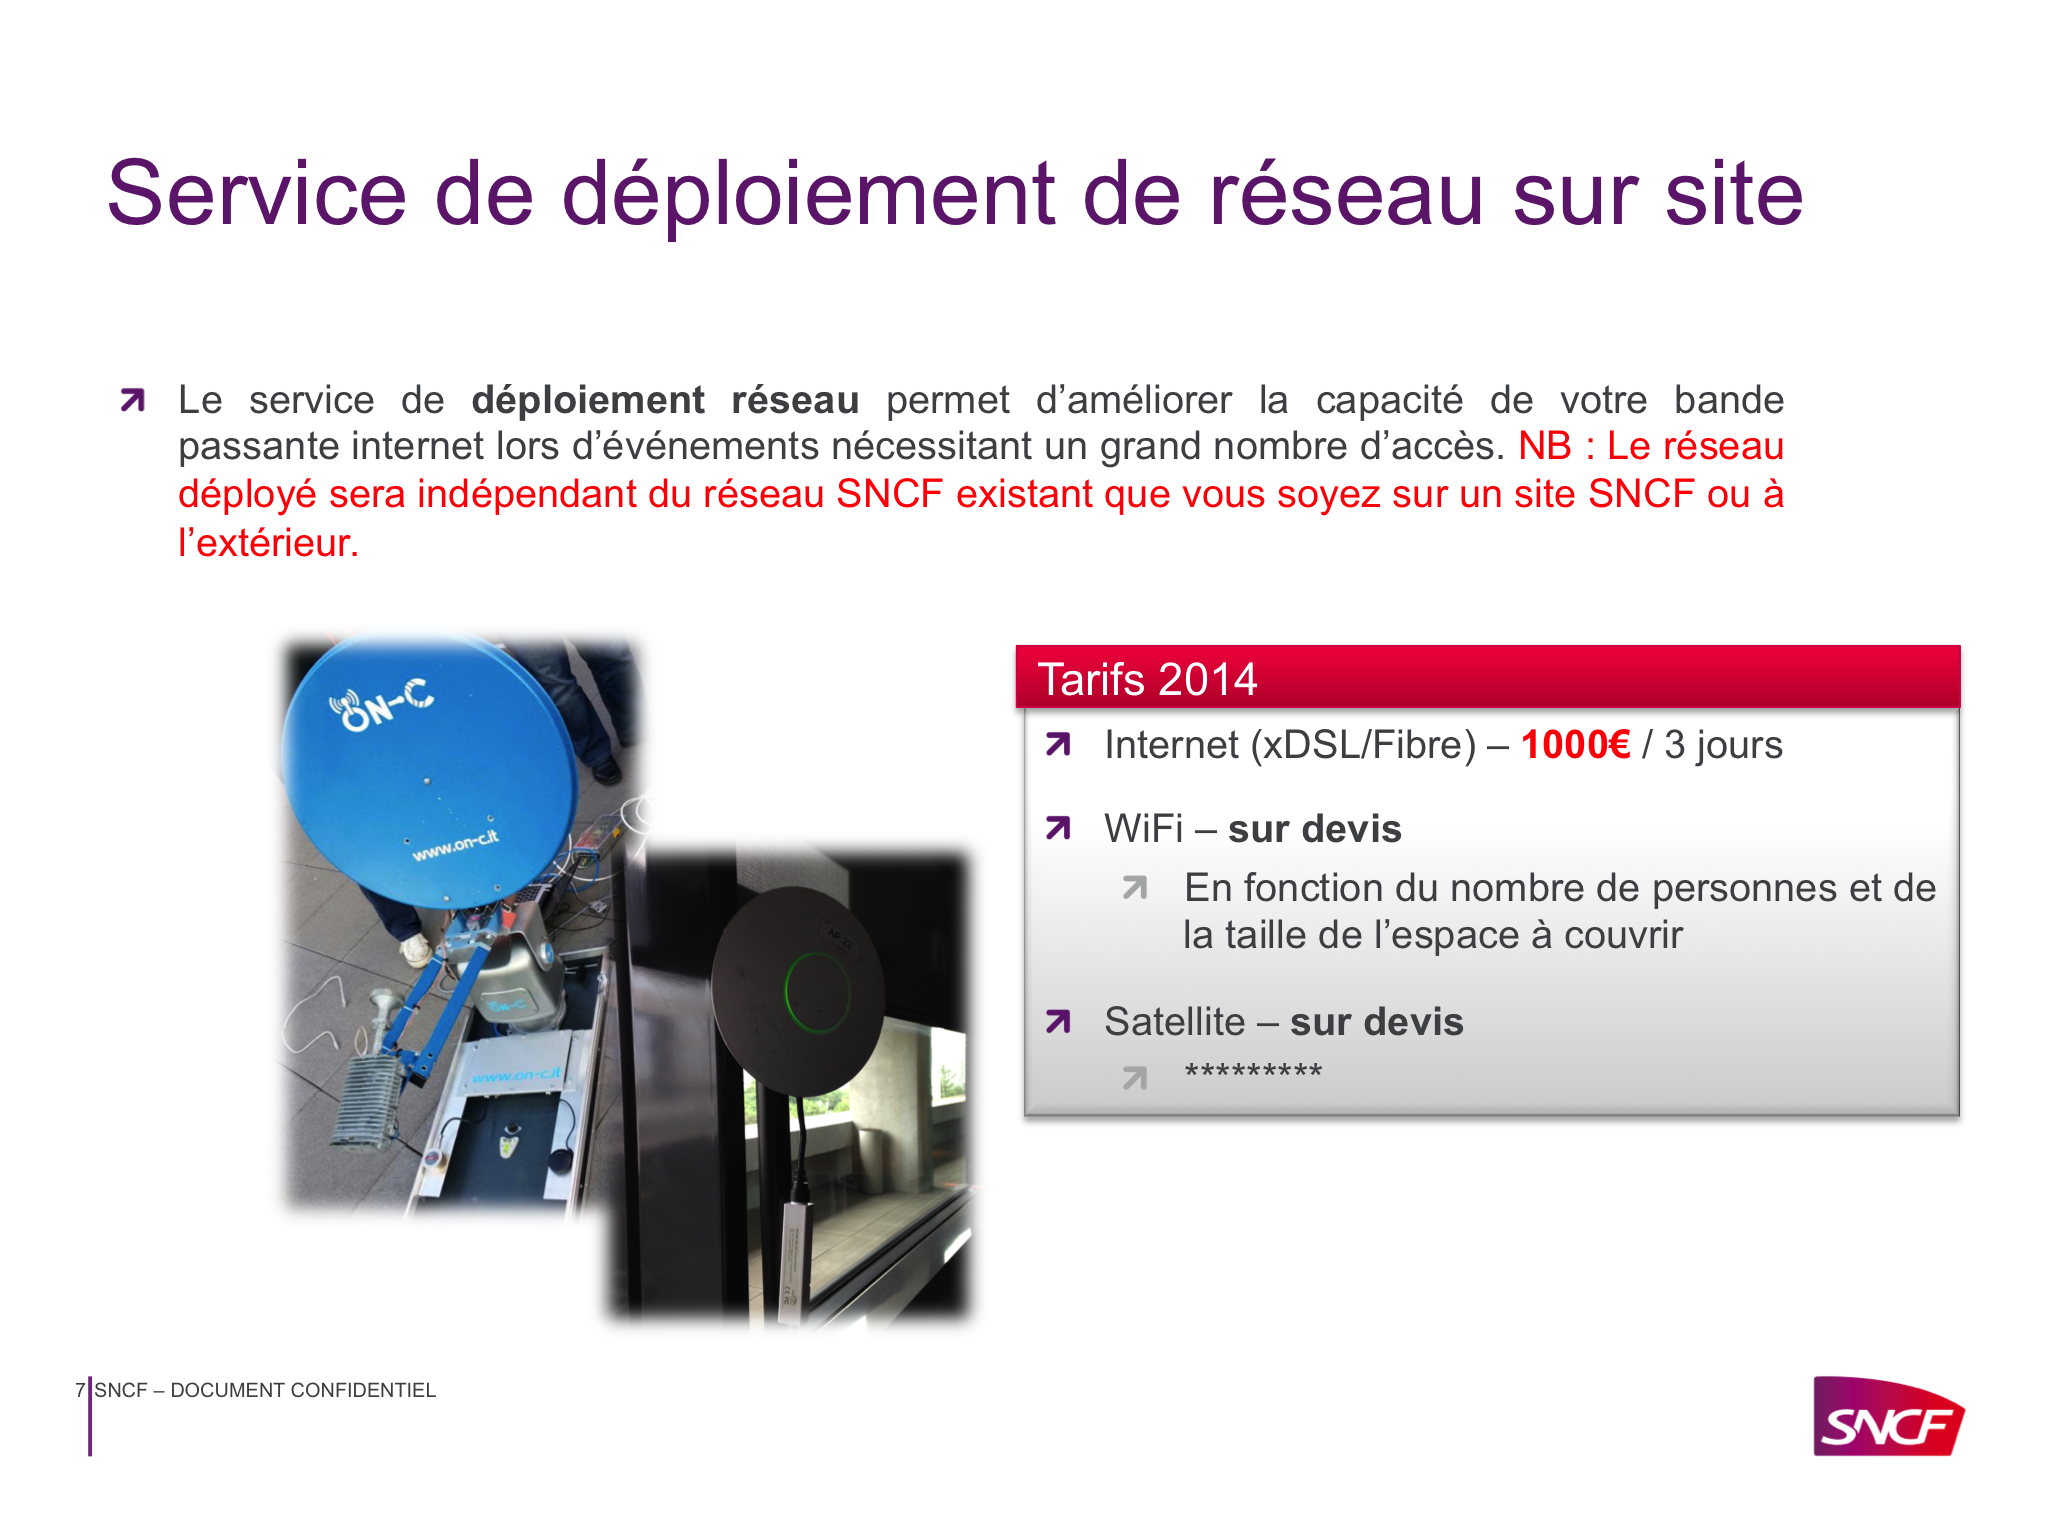 Service de déploiement de réseau sur site
Le service de déploiement réseau permet d’améliorer la capacité de votre bande
passante internet lors d’événements nécessitant un grand nombre d’accès. NB : Le réseau
déployé sera indépendant du réseau SNCF existant que vous soyez sur un site SNCF ou à
l’extérieur.
ON-C
www.on-c.it
ON-C
www.on-c.it
AP 22
Tarifs 2014
Internet (xDSL/Fibre) – 1000€ / 3 jours
WiFi – sur devis
En fonction du nombre de personnes et de
la taille de l’espace à couvrir
Satellite – sur devis
*********
7 SNCF – DOCUMENT CONFIDENTIEL
SNCF